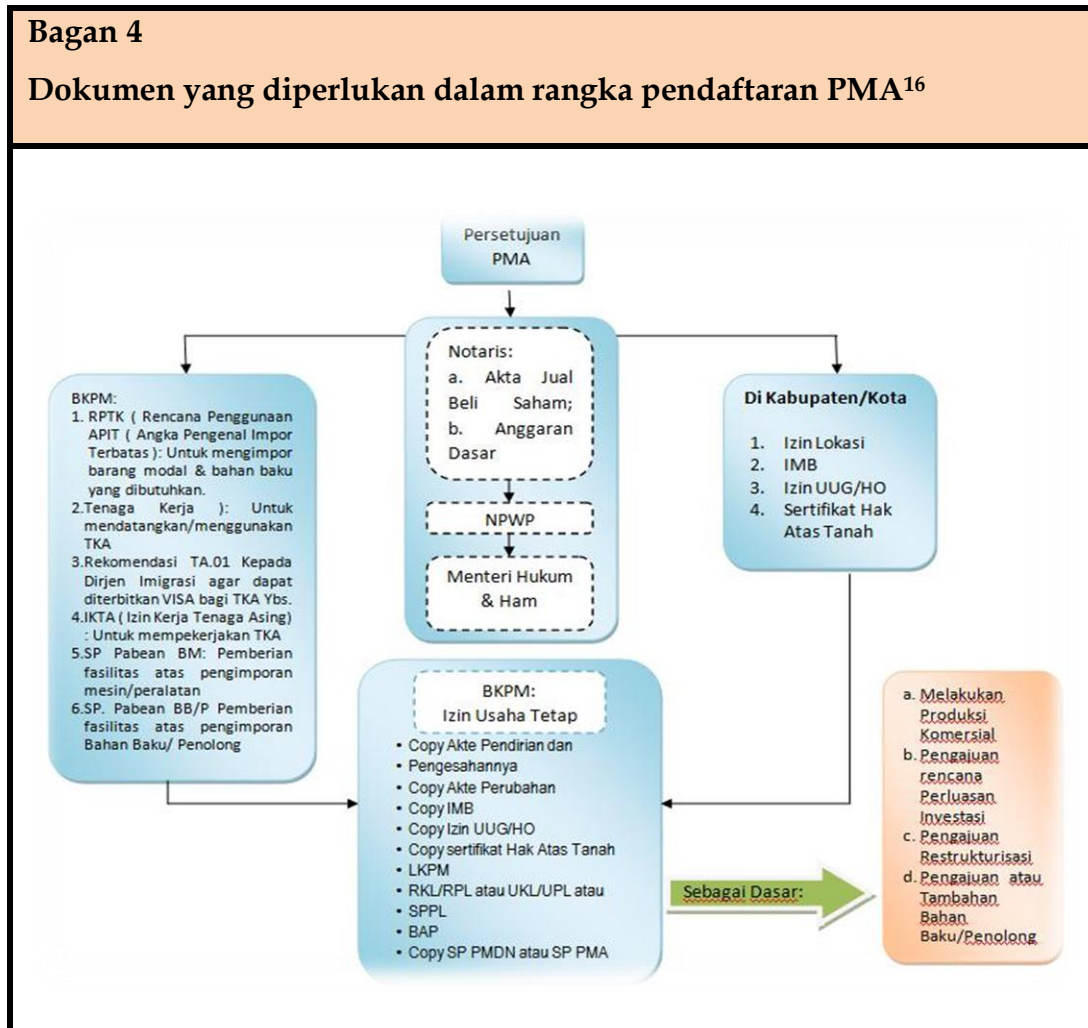 Bagan 4
Dokumen yang diperlukan dalam rangka pendaftaran PMA¹⁶
Persetujuan
PMA
BKPM:
1. RPTK ( Rencana Penggunaan
APIT ( Angka Pengenal Impor
Terbatas ): Untuk mengimpor
barang modal & bahan baku
yang dibutuhkan.
2.Tenaga Kerja ): Untuk
mendatangkan/menggunakan
TKA
3.Rekomendasi TA.01 Kepada
Dirjen Imigrasi agar dapat
diterbitkan VISA bagi TKA Ybs.
4.IKTA ( Izin Kerja Tenaga Asing)
: Untuk mempekerjakan TKA
5.SP Pabean BM: Pemberian
fasilitas atas pengimporan
mesin/peralatan
6.SP. Pabean BB/P Pemberian
fasilitas atas pengimporan
Bahan Baku/ Penolong
Notaris:
a. Akta Jual
Beli Saham;
b. Anggaran
Dasar
NPWP
Menteri Hukum
& Ham
Di Kabupaten/Kota
1. Izin Lokasi
2. IMB
3. Izin UUG/HO
4. Sertifikat Hak
Atas Tanah
BKPM:
Izin Usaha Tetap
• Copy Akte Pendirian dan
• Pengesahannya
• Copy Akte Perubahan
• Copy IMB
• Copy Izin UUG/HO
• Copy sertifikat Hak Atas Tanah
• LKPM
• RKL/RPL atau UKL/UPL atau
• SPPL
• BAP
• Copy SP PMDN atau SP PMA
Sebagai Dasar:
a. Melakukan
Produksi
Komersial
b. Pengajuan
rencana
Perluasan
Investasi
c. Pengajuan
Restrukturisasi
d. Pengajuan atau
Tambahan
Bahan
Baku/Penolong